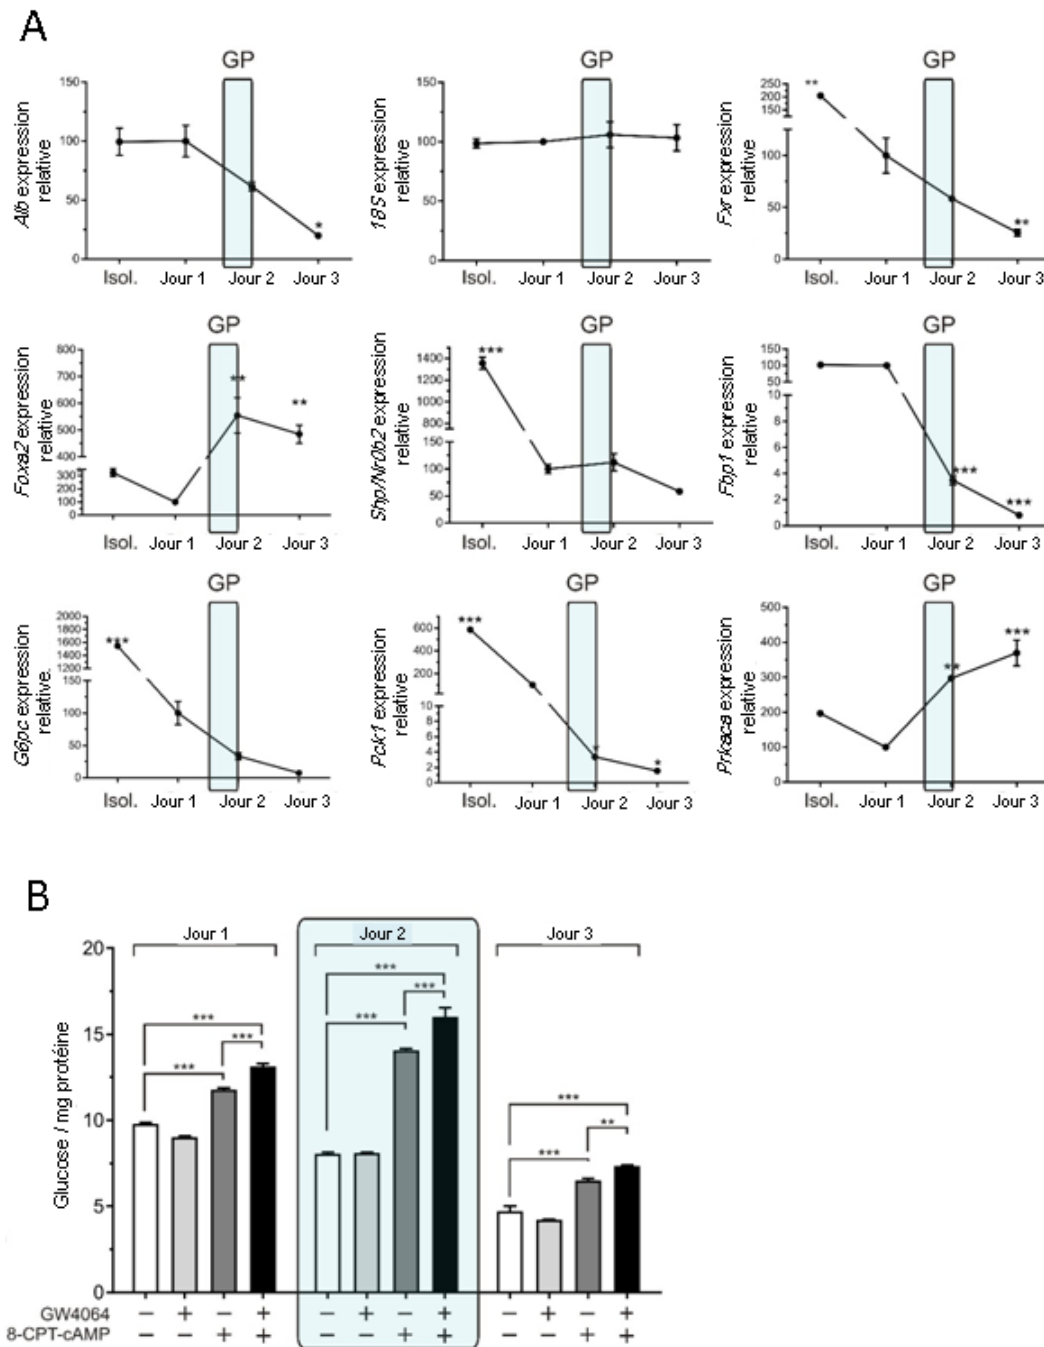 A
GP
Alb expression
relative
150
100
50
0
Isol. Jour 1 Jour 2 Jour 3
GP
18S expression
relative
150
100
50
0
Isol. Jour 1 Jour 2 Jour 3
GP
Fxr expression
relative
250
200
150
100
50
0
**
**
Isol. Jour 1 Jour 2 Jour 3
*
GP
Foxa2 expression
relative
800
700
600
500
400
300
200
100
0
**
**
Isol. Jour 1 Jour 2 Jour 3
GP
Shp/Nr0b2 expression
relative
1400
1200
1000
800
150
100
50
0
***
Isol. Jour 1 Jour 2 Jour 3
GP
Fbp1 expression
relative
150
100
50
10
8
6
4
2
0
***
***
Isol. Jour 1 Jour 2 Jour 3
GP
G6pc expression
relative.
2000
1800
1600
1400
1200
150
100
50
0
***
Isol. Jour 1 Jour 2 Jour 3
GP
Pck1 expression
relative
600
400
200
10
8
6
4
2
0
***
*
*
Isol. Jour 1 Jour 2 Jour 3
GP
Prkaca expression
relative
500
400
300
200
100
0
**
***
Isol. Jour 1 Jour 2 Jour 3
B
Jour 1 Jour 2 Jour 3
Glucose / mg protéine
20
15
10
5
0
*** *** ***
*** *** ***
*** *** **
GW4064 − + − + − + − + − + − +
8-CPT-cAMP − − + + − − + + − − + +